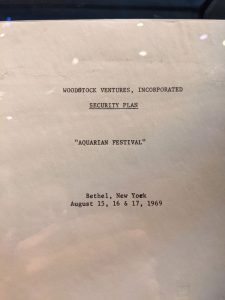 WOODSTOCK VENTURES, INCORPORATED
SECURITY PLAN
"AQUARIAN FESTIVAL"
Bethel, New York
August 15, 16 & 17, 1969